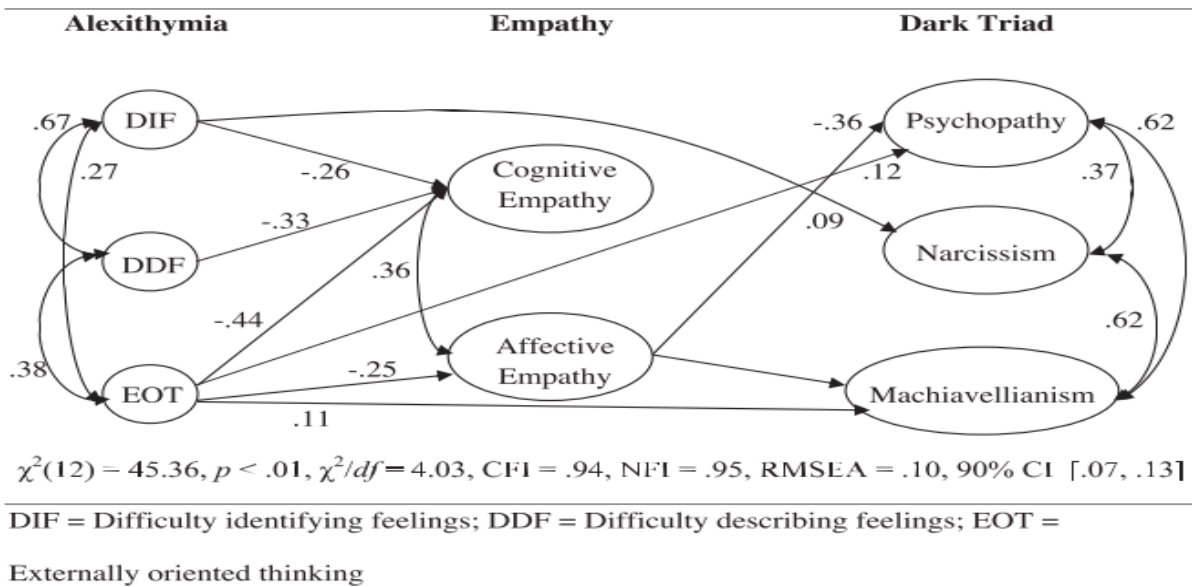 Alexithymia Empathy Dark Triad
DIF
Psychopathy
.67
-.36
.62
.27
-.26
Cognitive
Empathy
.12
.37
-.33
.09
DDF
Narcissism
.36
-.44
.62
Affective
Empathy
.38
-.25
EOT
Machiavellianism
.11
χ²(12) = 45.36, p < .01, χ²/df = 4.03, CFI = .94, NFI = .95, RMSEA = .10, 90% CI [.07, .13]
DIF = Difficulty identifying feelings; DDF = Difficulty describing feelings; EOT =
Externally oriented thinking